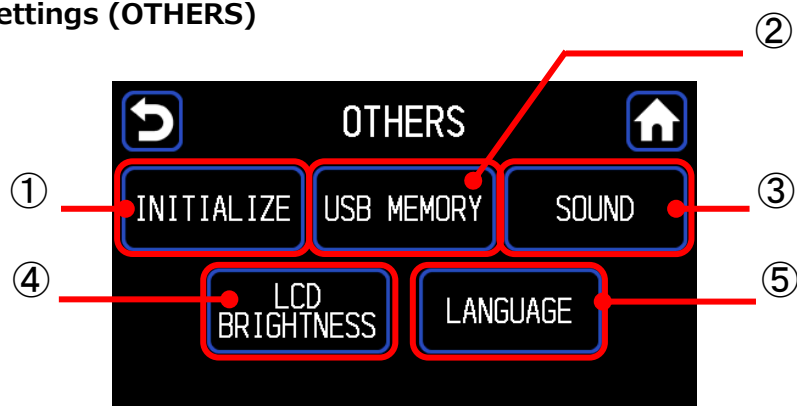 ettings (OTHERS)
②
OTHERS
① INITIALIZE USB MEMORY SOUND ③
④ LCD BRIGHTNESS LANGUAGE ⑤